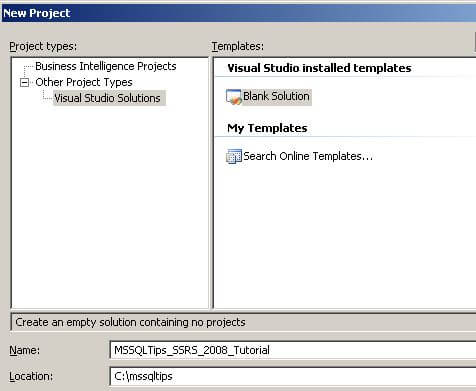 New Project
Project types:
Templates:
Business Intelligence Projects
Other Project Types
Visual Studio Solutions
Visual Studio installed templates
Blank Solution
My Templates
Search Online Templates...
Create an empty solution containing no projects
Name:
MSSQLTips_SSRS_2008_Tutorial
Location:
C:\mssqltips